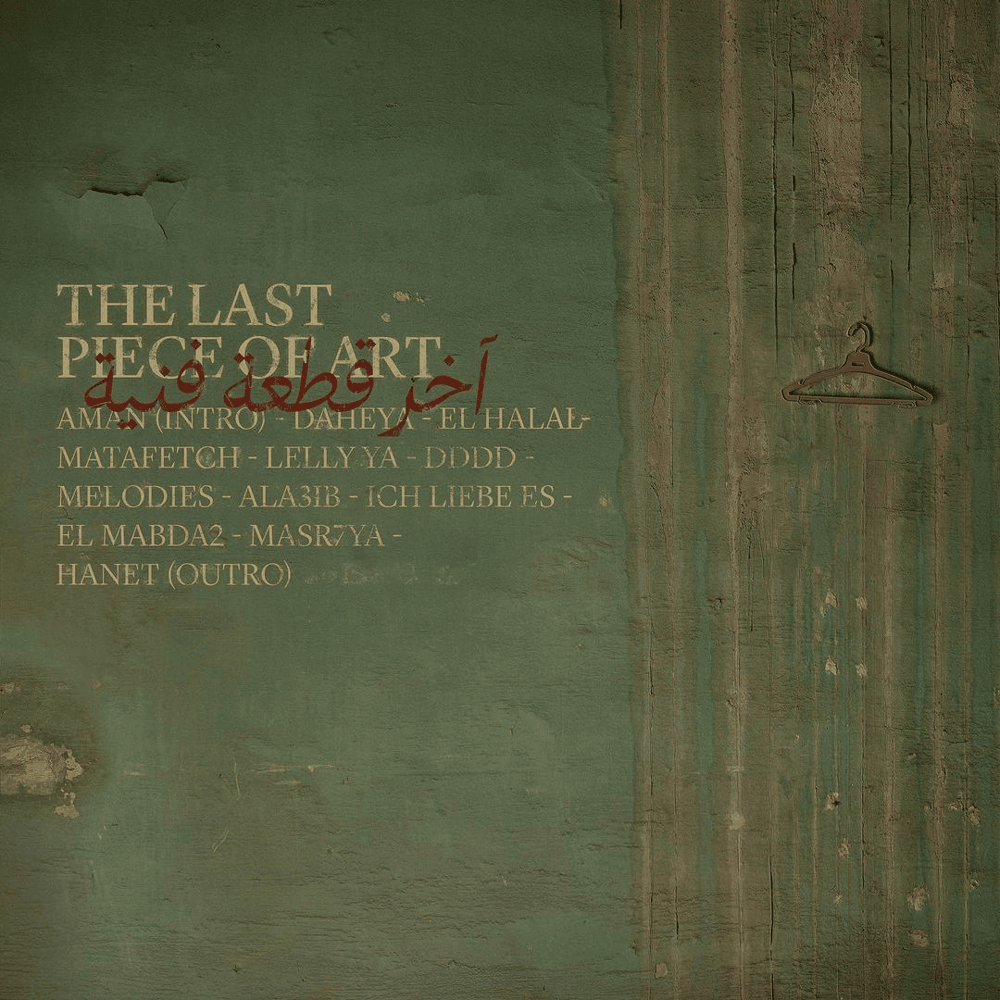 THE LAST
PIECE OF ART
آخر قطعة فنية
AMAN (INTRO) - DAHEYA - EL HALAL-
MATAFETCH - LELLY YA - DDDD -
MELODIES - ALA3IB - ICH LIEBE ES -
EL MABDA2 - MASR7YA -
HANET (OUTRO)